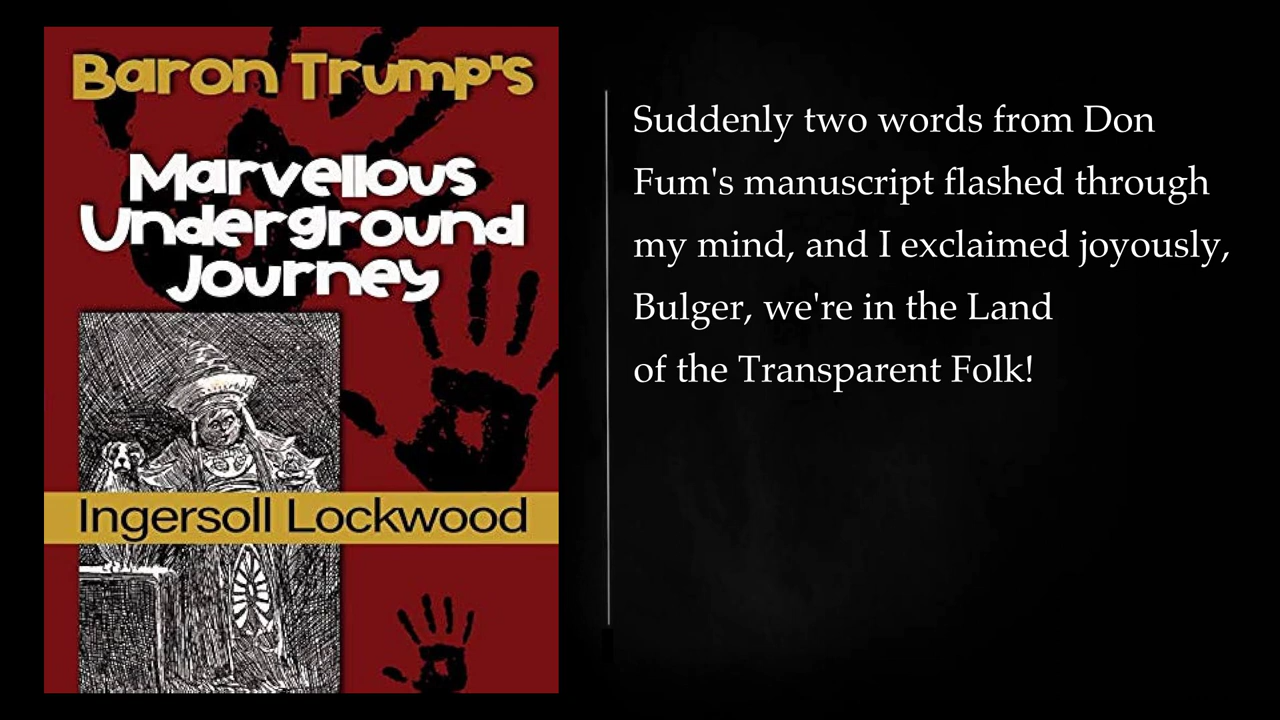 Baron Trump's
Marvellous
Underground
Journey
Ingersoll Lockwood
Suddenly two words from Don
Fum's manuscript flashed through
my mind, and I exclaimed joyously,
Bulger, we're in the Land
of the Transparent Folk!